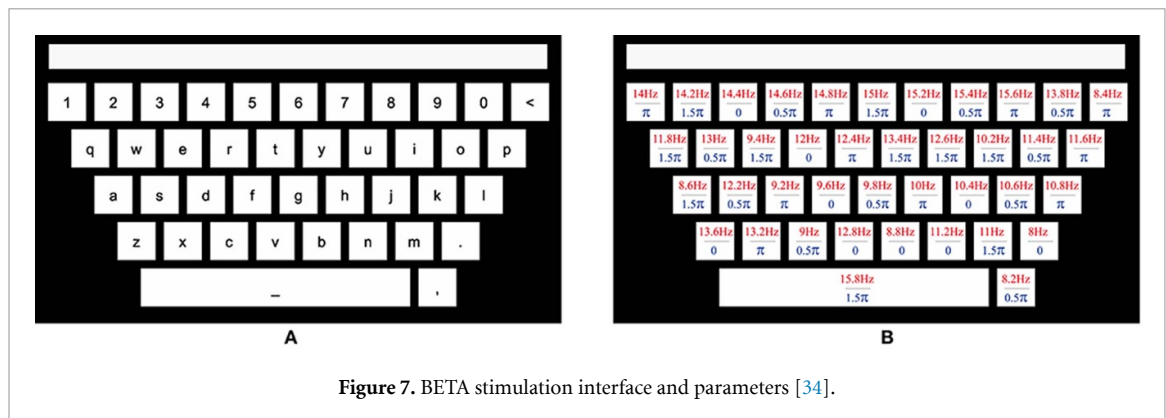 1 2 3 4 5 6 7 8 9 0 <
q w e r t y u i o p
a s d f g h j k l
z x c v b n m .
_ ,
A
14Hz 14.2Hz 14.4Hz 14.6Hz 14.8Hz 15Hz 15.2Hz 15.4Hz 15.6Hz 13.8Hz 8.4Hz
π 1.5π 0 0.5π π 1.5π 0 0.5π π 0.5π π
11.8Hz 13Hz 9.4Hz 12Hz 12.4Hz 13.4Hz 12.6Hz 10.2Hz 11.4Hz 11.6Hz
1.5π 0.5π 1.5π 0 π 1.5π 1.5π 1.5π 0.5π π
8.6Hz 12.2Hz 9.2Hz 9.6Hz 9.8Hz 10Hz 10.4Hz 10.6Hz 10.8Hz
1.5π 0.5π π 0 0.5π π 0 0.5π π
13.6Hz 13.2Hz 9Hz 12.8Hz 8.8Hz 11.2Hz 11Hz 8Hz
0 π 0.5π 0 0 0 1.5π 0
15.8Hz 8.2Hz
1.5π 0.5π
B
Figure 7. BETA stimulation interface and parameters [34].